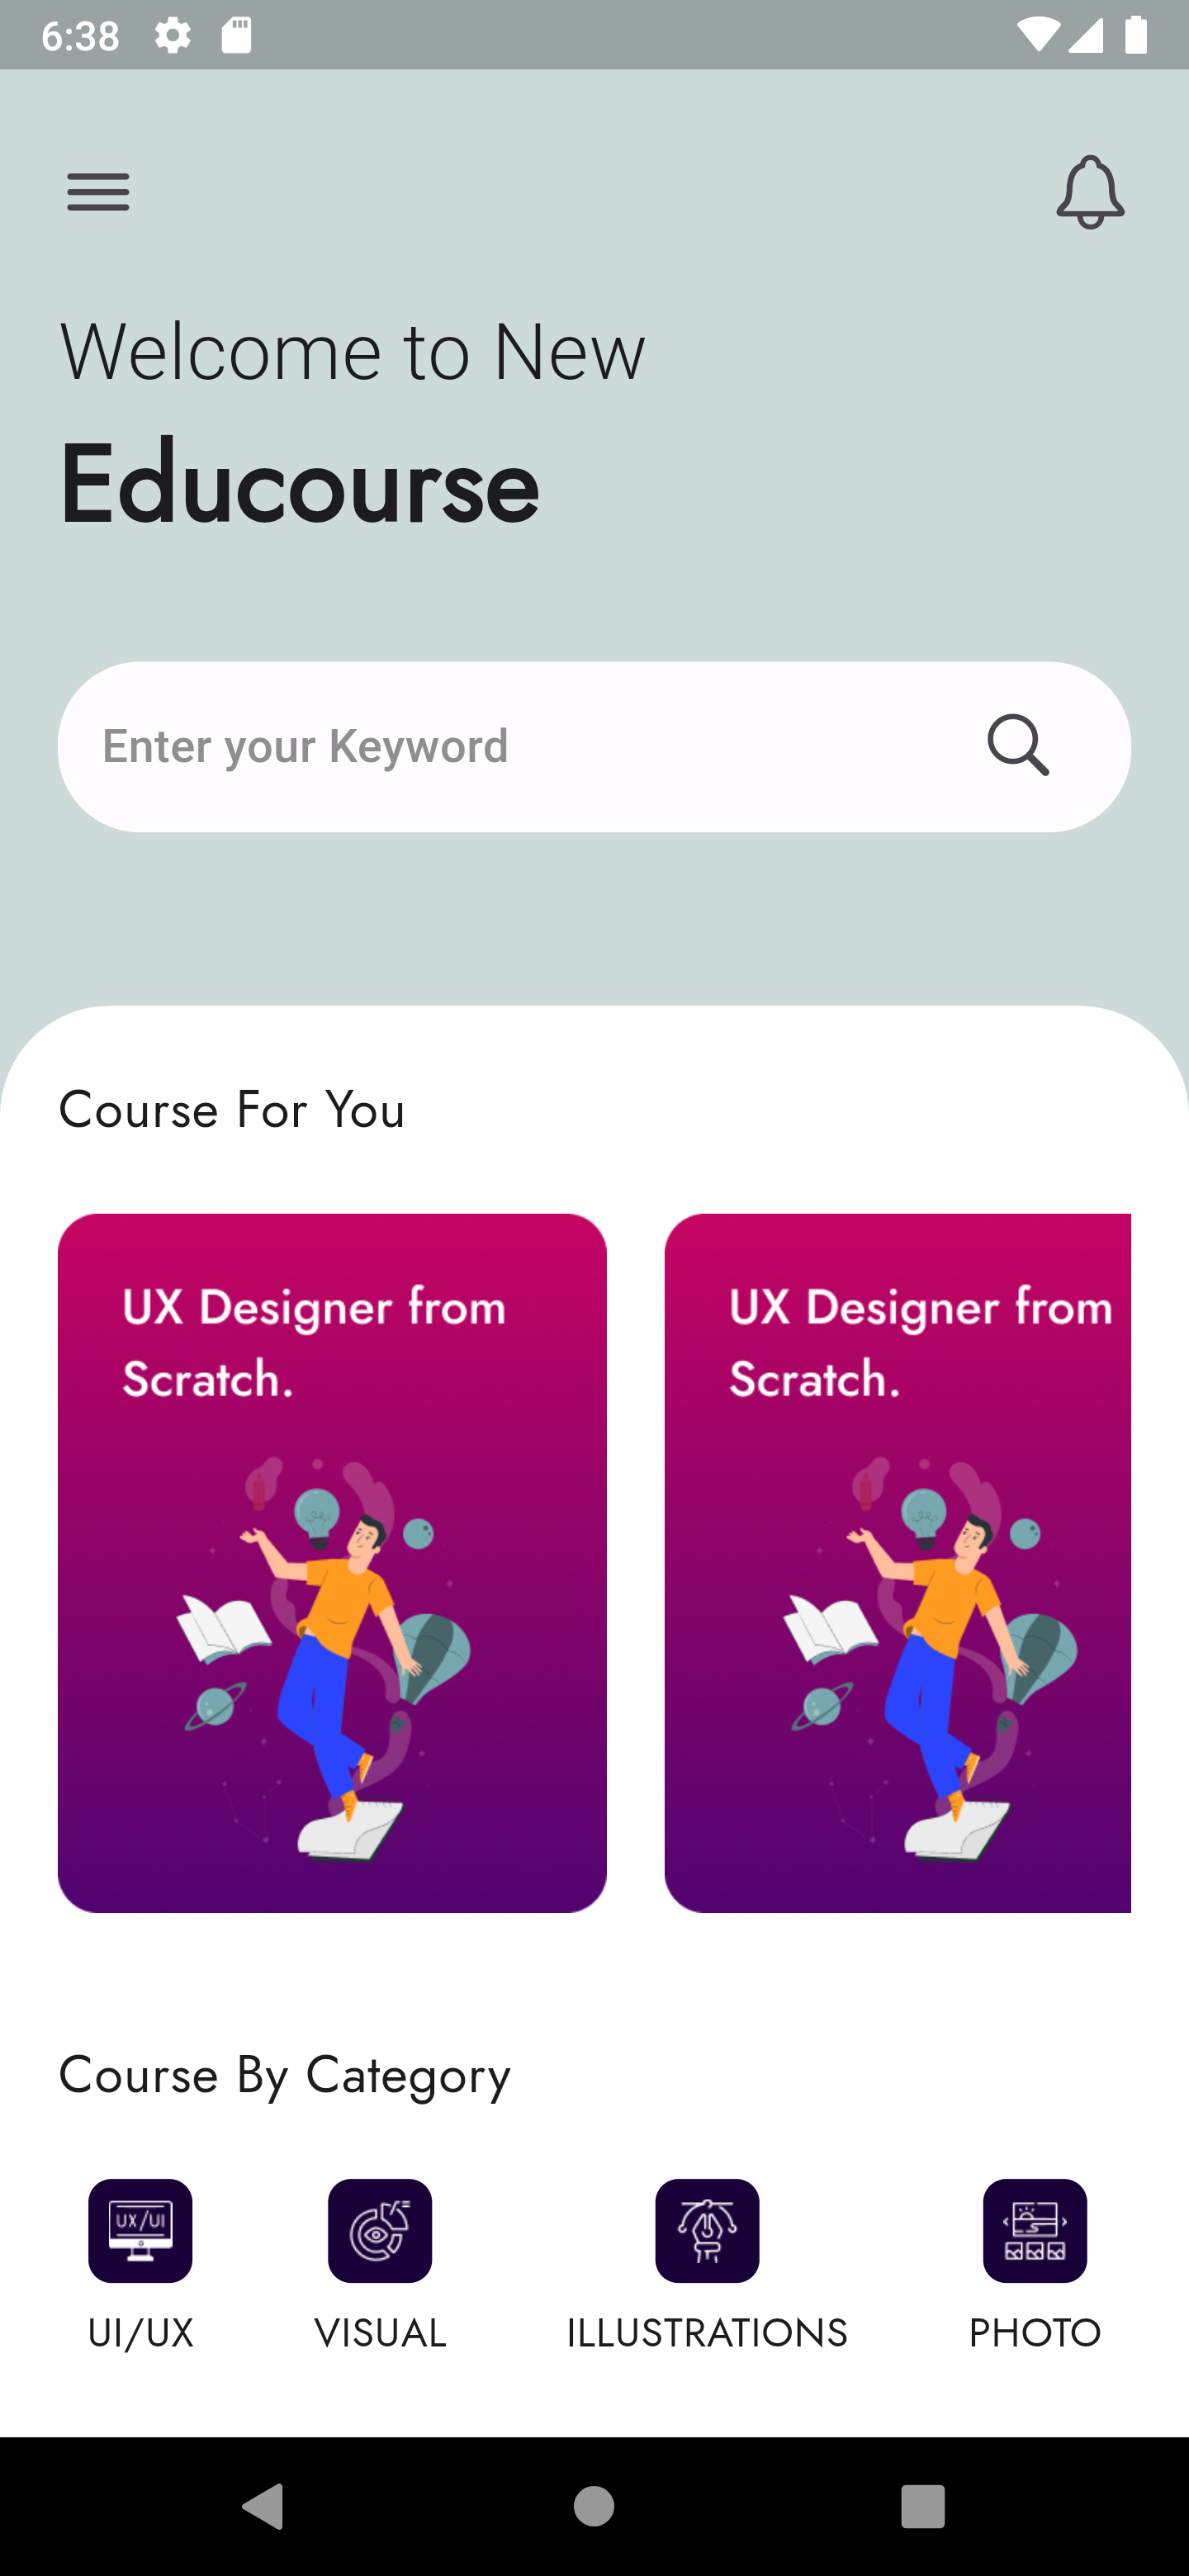 6:38
Welcome to New
Educourse
Enter your Keyword
Course For You
UX Designer from
Scratch.
UX Designer from
Scratch.
Course By Category
UX/UI
UI/UX
VISUAL
ILLUSTRATIONS
PHOTO